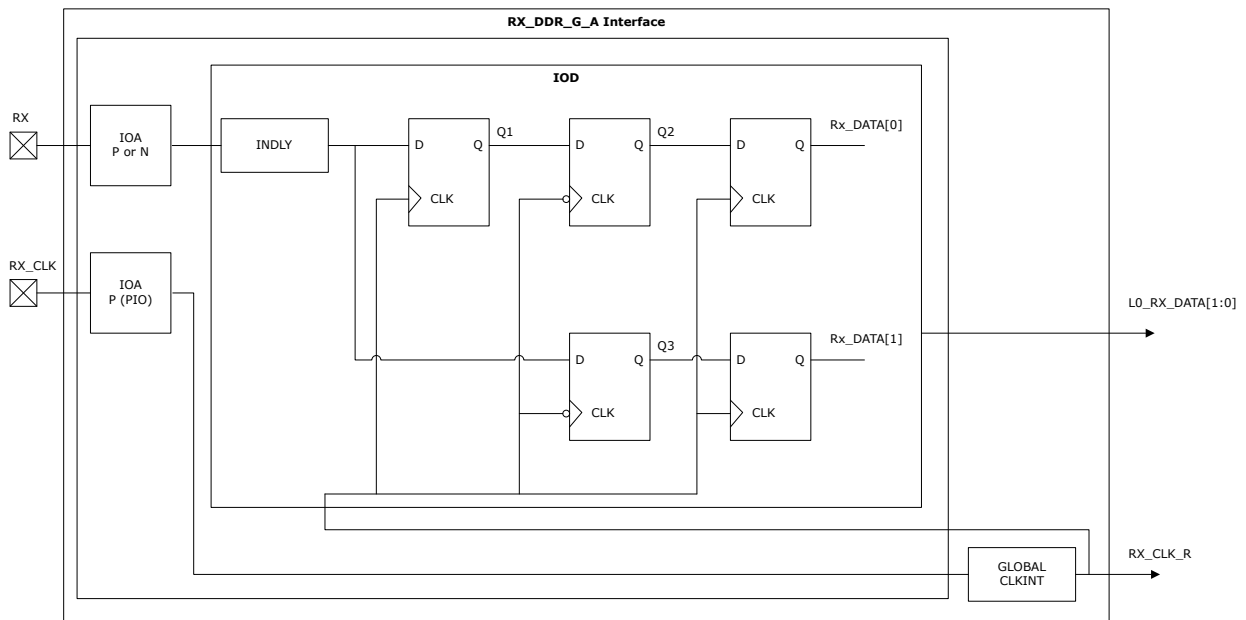 RX_DDR_G_A Interface
IOD
RX
IOA
P or N
INDLY
D
Q
CLK
Q1
D
Q
CLK
Q2
D
Q
CLK
Rx_DATA[0]
RX_CLK
IOA
P (PIO)
D
Q
CLK
Q3
D
Q
CLK
Rx_DATA[1]
L0_RX_DATA[1:0]
GLOBAL
CLKINT
RX_CLK_R